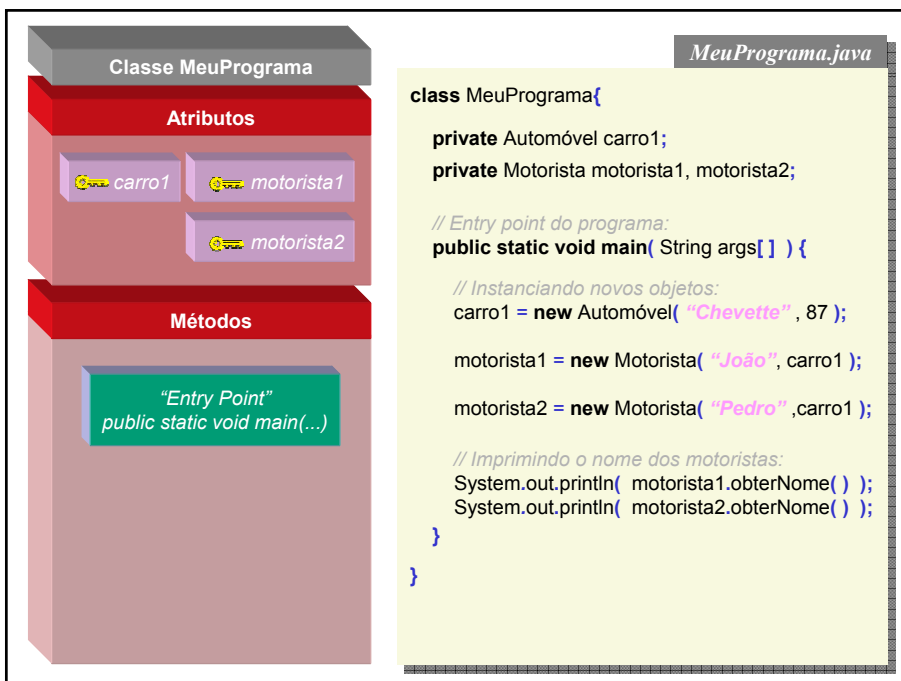 Classe MeuPrograma
Atributos
carro1
motorista1
motorista2
Métodos
“Entry Point”
public static void main(...)
MeuPrograma.java
class MeuPrograma{
private Automóvel carro1;
private Motorista motorista1, motorista2;
// Entry point do programa:
public static void main( String args[ ] ) {
// Instanciando novos objetos:
carro1 = new Automóvel( “Chevette” , 87 );
motorista1 = new Motorista( “João”, carro1 );
motorista2 = new Motorista( “Pedro” ,carro1 );
// Imprimindo o nome dos motoristas:
System.out.println( motorista1.obterNome( ) );
System.out.println( motorista2.obterNome( ) );
}
}